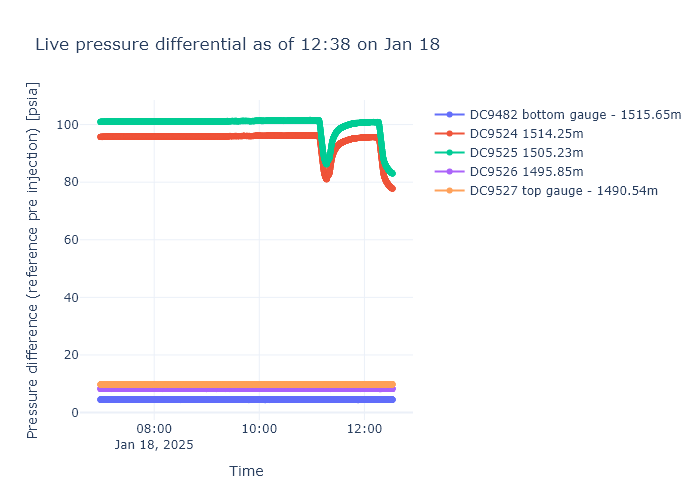 Live pressure differential as of 12:38 on Jan 18
Pressure difference (reference pre injection) [psia]
100
80
60
40
20
0
08:00
Jan 18, 2025
10:00
12:00
Time
DC9482 bottom gauge - 1515.65m
DC9524 1514.25m
DC9525 1505.23m
DC9526 1495.85m
DC9527 top gauge - 1490.54m